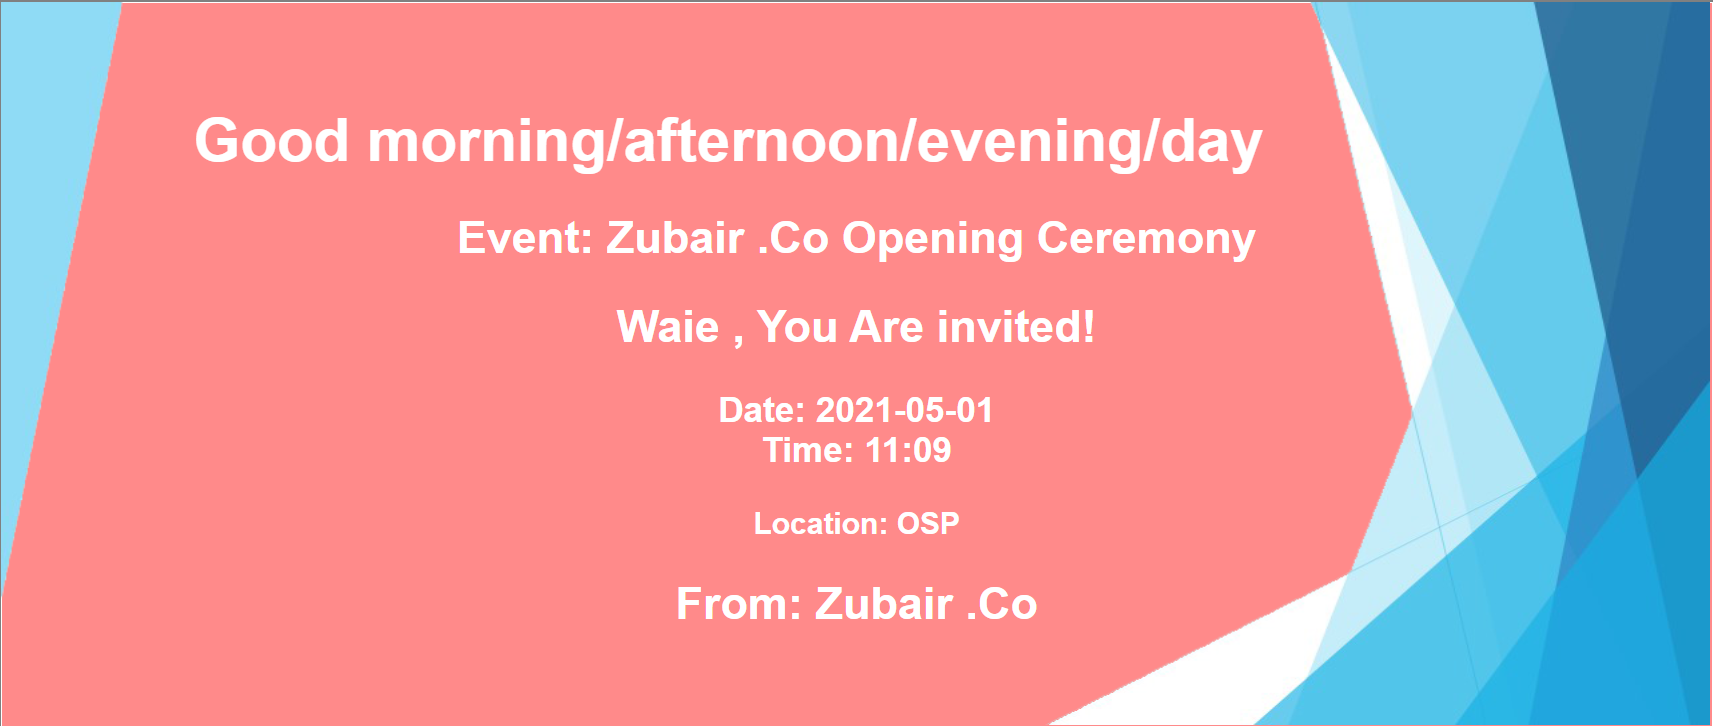 Good morning/afternoon/evening/day
Event: Zubair .Co Opening Ceremony
Waie , You Are invited!
Date: 2021-05-01
Time: 11:09
Location: OSP
From: Zubair .Co